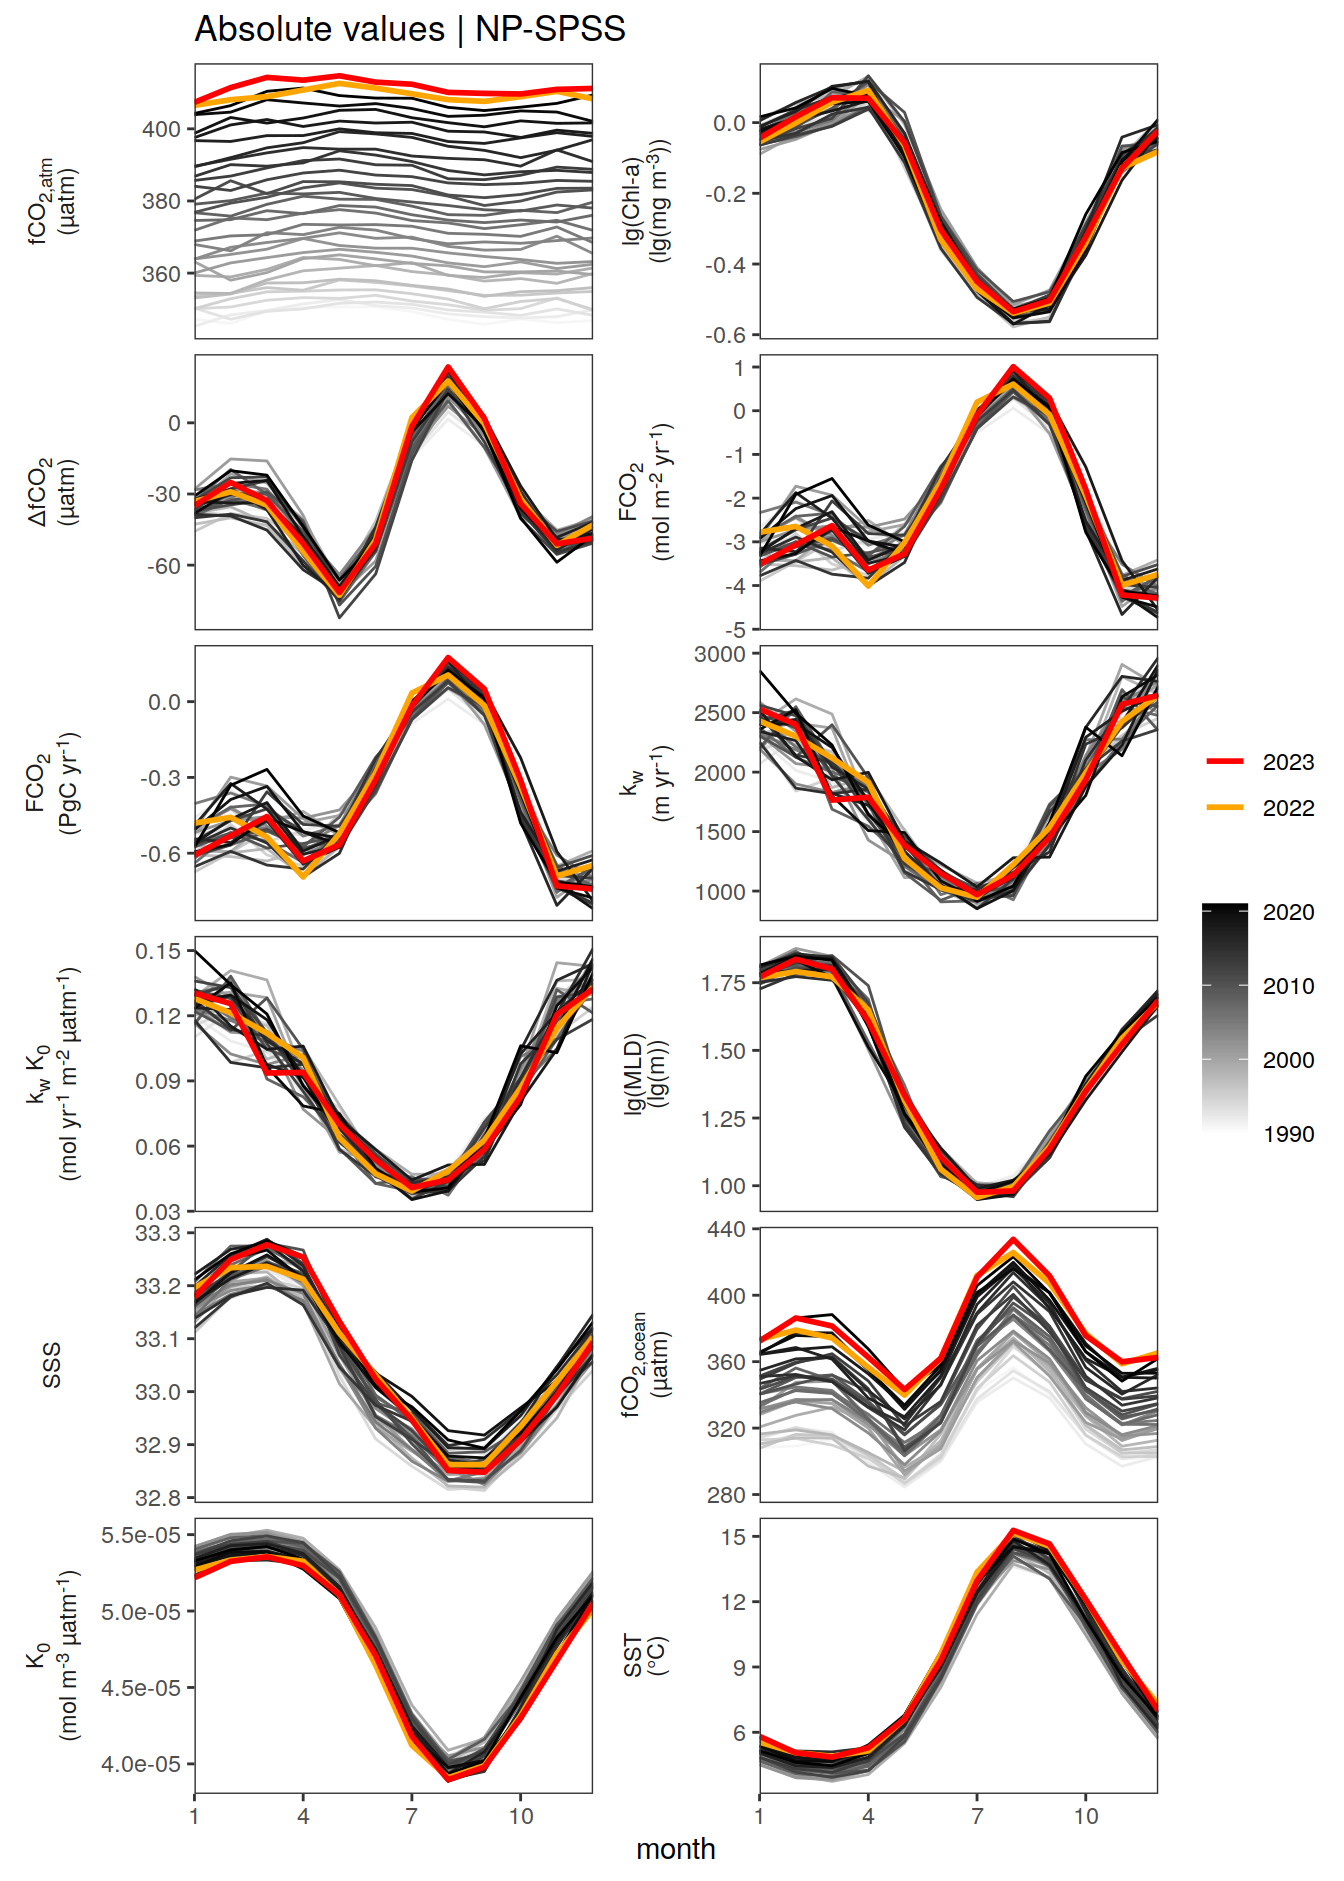 Absolute values | NP-SPSS
fCO2,atm
(µatm)
400
380
360
lg(Chl-a)
(lg(mg m-3))
0.0
-0.2
-0.4
-0.6
ΔfCO2
(µatm)
0
-30
-60
FCO2
(mol m-2 yr-1)
1
0
-1
-2
-3
-4
-5
FCO2
(PgC yr-1)
0.0
-0.3
-0.6
kw
(m yr-1)
3000
2500
2000
1500
1000
2023
2022
kw K0
(mol yr-1 m-2 µatm-1)
0.15
0.12
0.09
0.06
0.03
lg(MLD)
(lg(m))
1.75
1.50
1.25
1.00
2020
2010
2000
1990
SSS
33.3
33.2
33.1
33.0
32.9
32.8
fCO2,ocean
(µatm)
440
400
360
320
280
K0
(mol m-3 µatm-1)
5.5e-05
5.0e-05
4.5e-05
4.0e-05
SST
(°C)
15
12
9
6
1 4 7 10
1 4 7 10
month